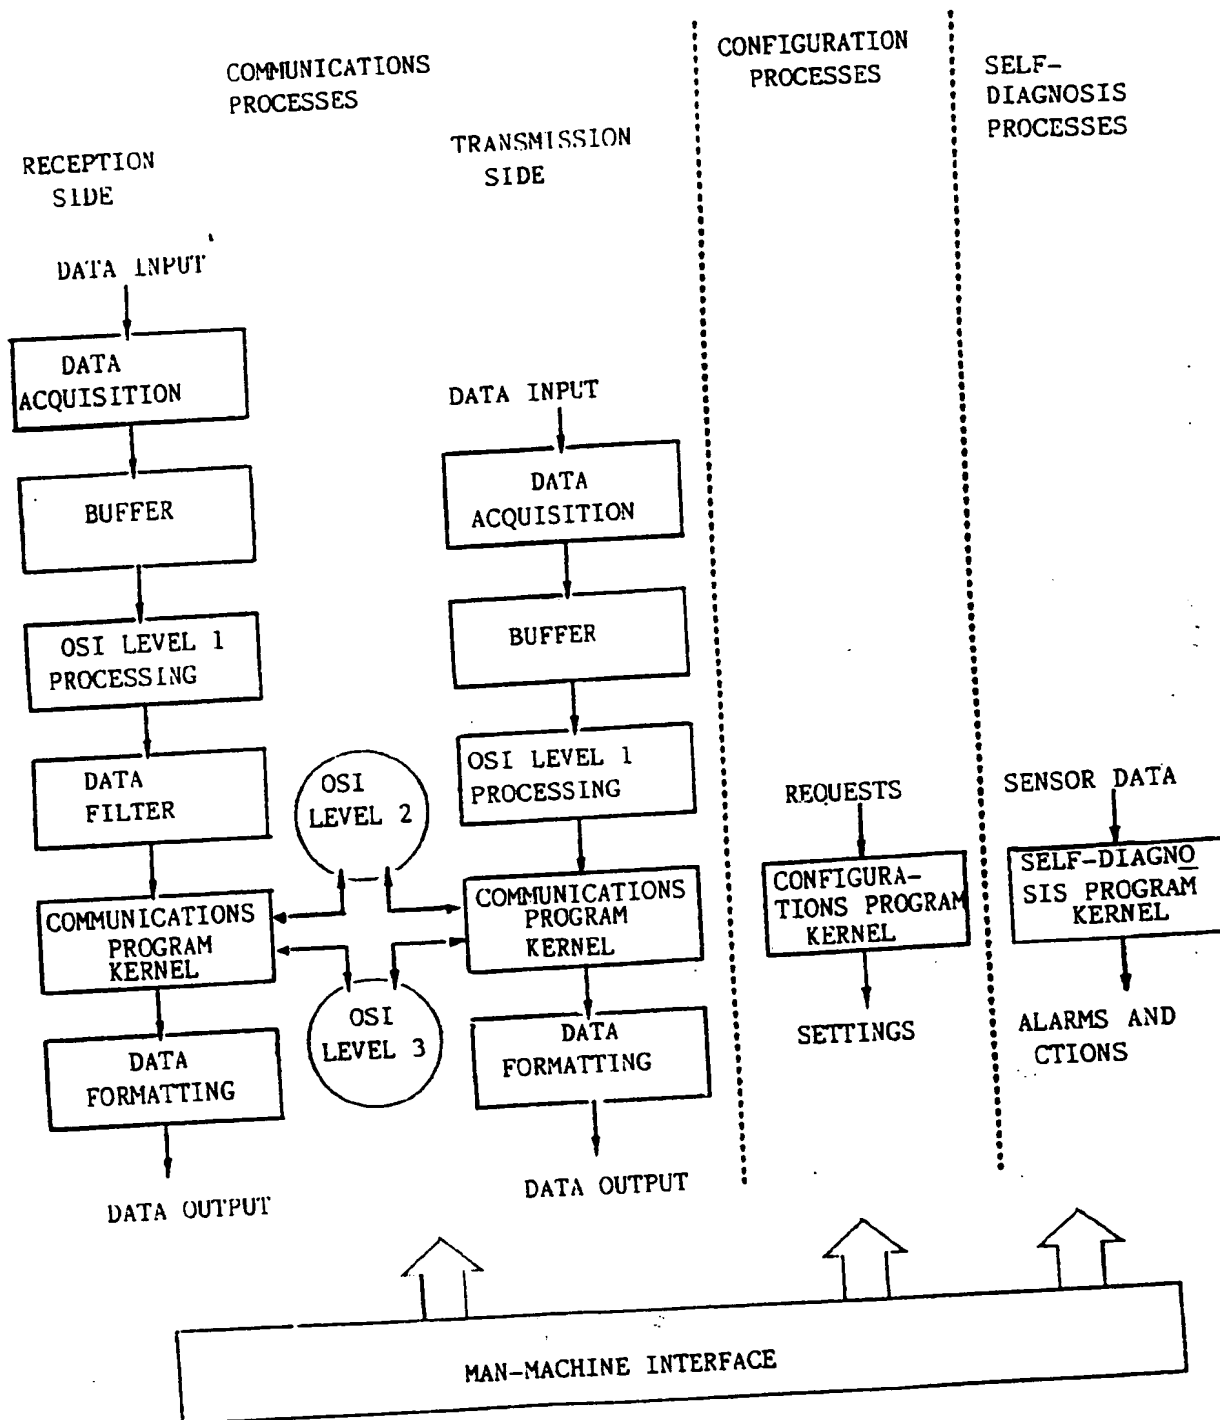 COMMUNICATIONS
PROCESSES
CONFIGURATION
PROCESSES
SELF-
DIAGNOSIS
PROCESSES
RECEPTION
SIDE
TRANSMISSION
SIDE
DATA INPUT
DATA
ACQUISITION
BUFFER
OSI LEVEL 1
PROCESSING
DATA
FILTER
COMMUNICATIONS
PROGRAM
KERNEL
DATA
FORMATTING
DATA OUTPUT
OSI
LEVEL 2
OSI
LEVEL 3
DATA INPUT
DATA
ACQUISITION
BUFFER
OSI LEVEL 1
PROCESSING
COMMUNICATIONS
PROGRAM
KERNEL
DATA
FORMATTING
DATA OUTPUT
REQUESTS
CONFIGURA-
TIONS PROGRAM
KERNEL
SETTINGS
SENSOR DATA
SELF-DIAGNO
SIS PROGRAM
KERNEL
ALARMS AND
CTIONS
MAN-MACHINE INTERFACE